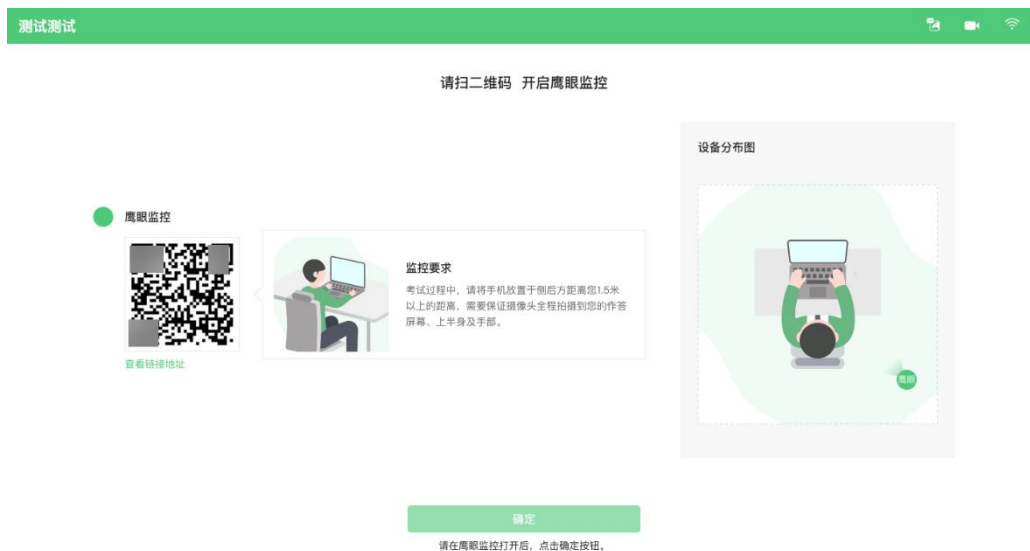 测试测试
请扫二维码 开启鹰眼监控
设备分布图
鹰眼监控
监控要求
考试过程中，请将手机放置于侧后方距离您1.5米
以上的距离，需要保证摄像头全程拍摄到您的作答
屏幕、上半身及手部。
查看链接地址
鹰眼
确定
请在鹰眼监控打开后，点击确定按钮。